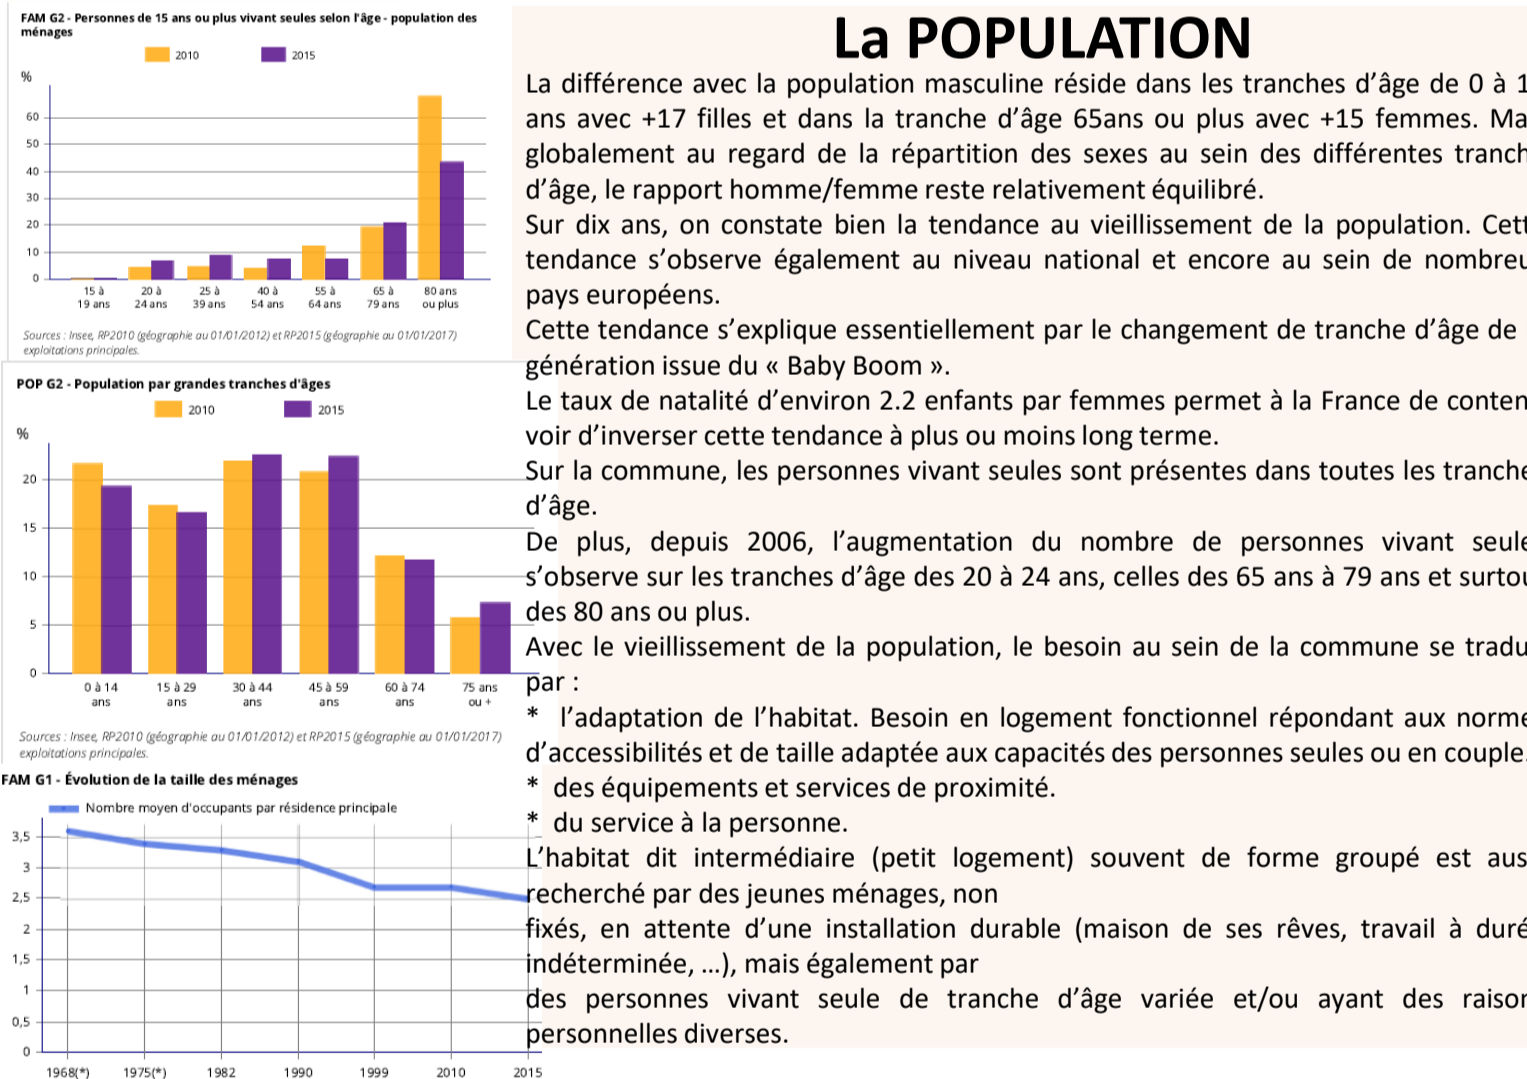 FAM G2 - Personnes de 15 ans ou plus vivant seules selon l'âge - population des
ménages
2010
2015
%
60
50
40
30
20
10
0
15 à
19 ans
20 à
24 ans
25 à
39 ans
40 à
54 ans
55 à
64 ans
65 à
79 ans
80 ans
ou plus
Sources : Insee, RP2010 (géographie au 01/01/2012) et RP2015 (géographie au 01/01/2017)
exploitations principales.
POP G2 - Population par grandes tranches d'âges
2010
2015
%
20
15
10
5
0
0 à 14
ans
15 à 29
ans
30 à 44
ans
45 à 59
ans
60 à 74
ans
75 ans
ou +
Sources : Insee, RP2010 (géographie au 01/01/2012) et RP2015 (géographie au 01/01/2017)
exploitations principales.
FAM G1 - Évolution de la taille des ménages
Nombre moyen d'occupants par résidence principale
3,5
3
2,5
2
1,5
1
0,5
0
1968(*)
1975(*)
1982
1990
1999
2010
2015
La POPULATION
La différence avec la population masculine réside dans les tranches d’âge de 0 à 1
ans avec +17 filles et dans la tranche d’âge 65ans ou plus avec +15 femmes. Ma
globalement au regard de la répartition des sexes au sein des différentes tranch
d’âge, le rapport homme/femme reste relativement équilibré.
Sur dix ans, on constate bien la tendance au vieillissement de la population. Cett
tendance s’observe également au niveau national et encore au sein de nombreu
pays européens.
Cette tendance s’explique essentiellement par le changement de tranche d’âge de
génération issue du « Baby Boom ».
Le taux de natalité d’environ 2.2 enfants par femmes permet à la France de conten
voir d’inverser cette tendance à plus ou moins long terme.
Sur la commune, les personnes vivant seules sont présentes dans toutes les tranche
d’âge.
De plus, depuis 2006, l’augmentation du nombre de personnes vivant seule
s’observe sur les tranches d’âge des 20 à 24 ans, celles des 65 ans à 79 ans et surtou
des 80 ans ou plus.
Avec le vieillissement de la population, le besoin au sein de la commune se tradu
par :
* l’adaptation de l’habitat. Besoin en logement fonctionnel répondant aux norme
d’accessibilités et de taille adaptée aux capacités des personnes seules ou en couple.
* des équipements et services de proximité.
* du service à la personne.
L’habitat dit intermédiaire (petit logement) souvent de forme groupé est aus
recherché par des jeunes ménages, non
fixés, en attente d’une installation durable (maison de ses rêves, travail à duré
indéterminée, …), mais également par
des personnes vivant seule de tranche d’âge variée et/ou ayant des raison
personnelles diverses.